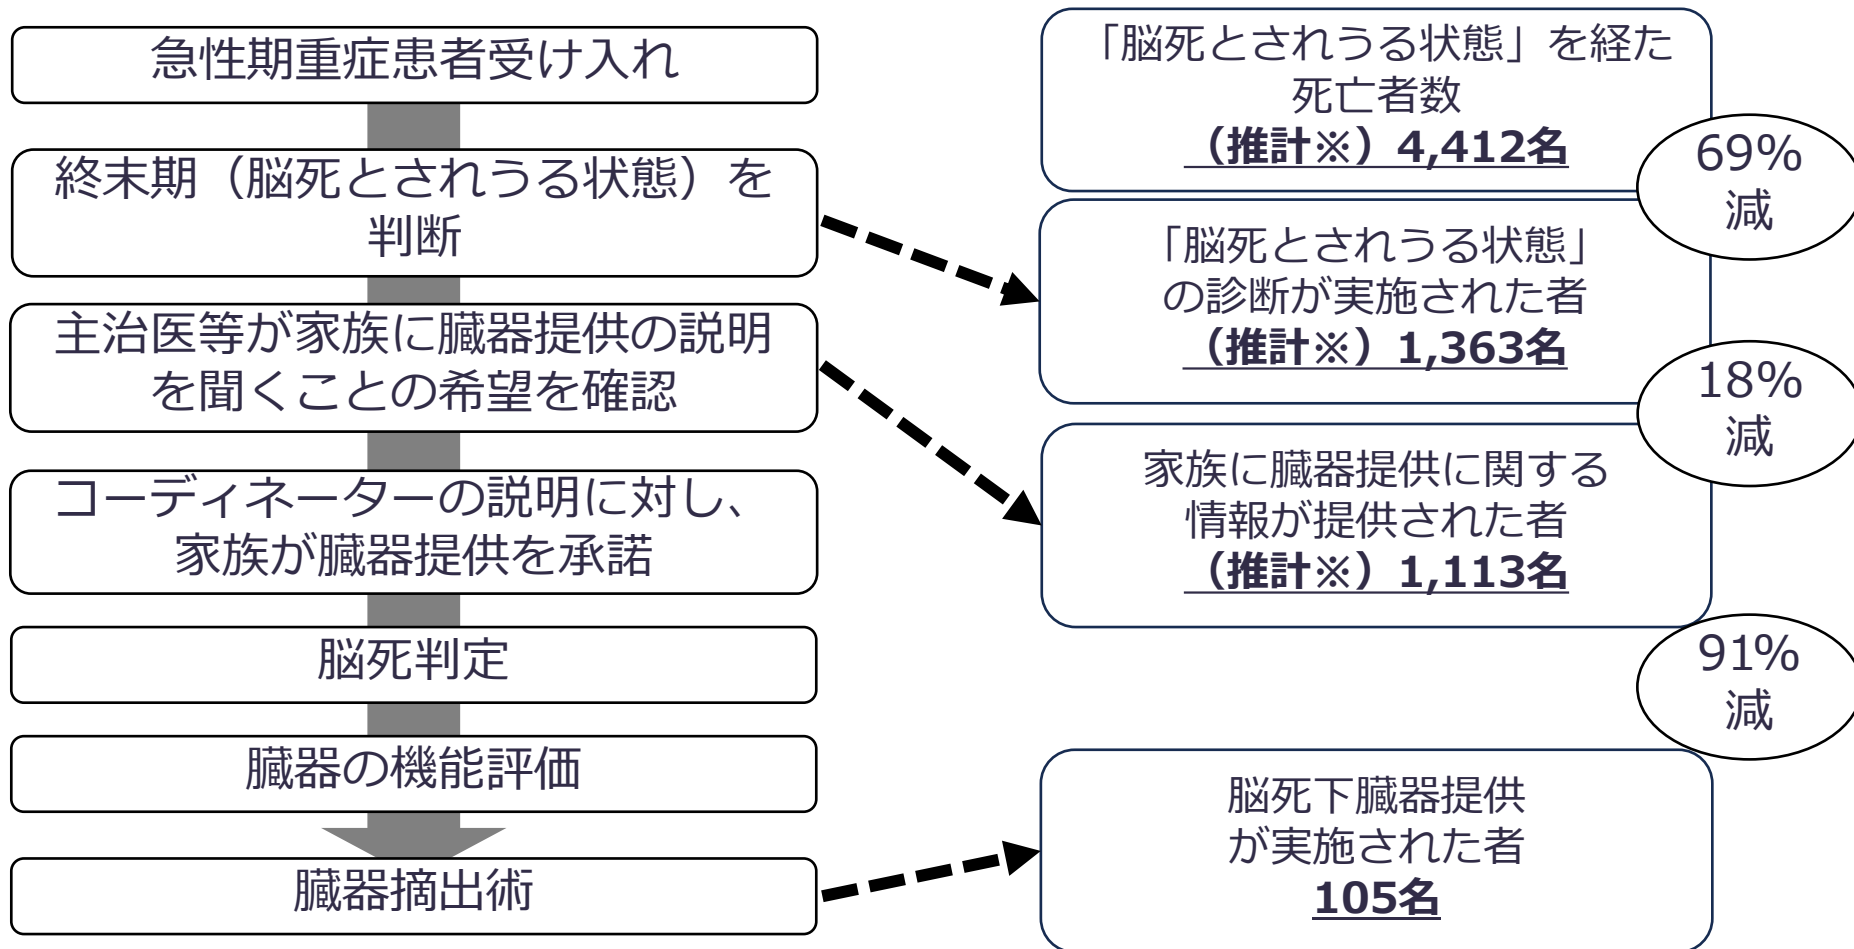 急性期重症患者受け入れ
終末期（脳死とされうる状態）を
判断
主治医等が家族に臓器提供の説明
を聞くことの希望を確認
コーディネーターの説明に対し、
家族が臓器提供を承諾
脳死判定
臓器の機能評価
臓器摘出術
「脳死とされうる状態」を経た
死亡者数
（推計※）4,412名
69%
減
「脳死とされうる状態」
の診断が実施された者
（推計※）1,363名
18%
減
家族に臓器提供に関する
情報が提供された者
（推計※）1,113名
91%
減
脳死下臓器提供
が実施された者
105名